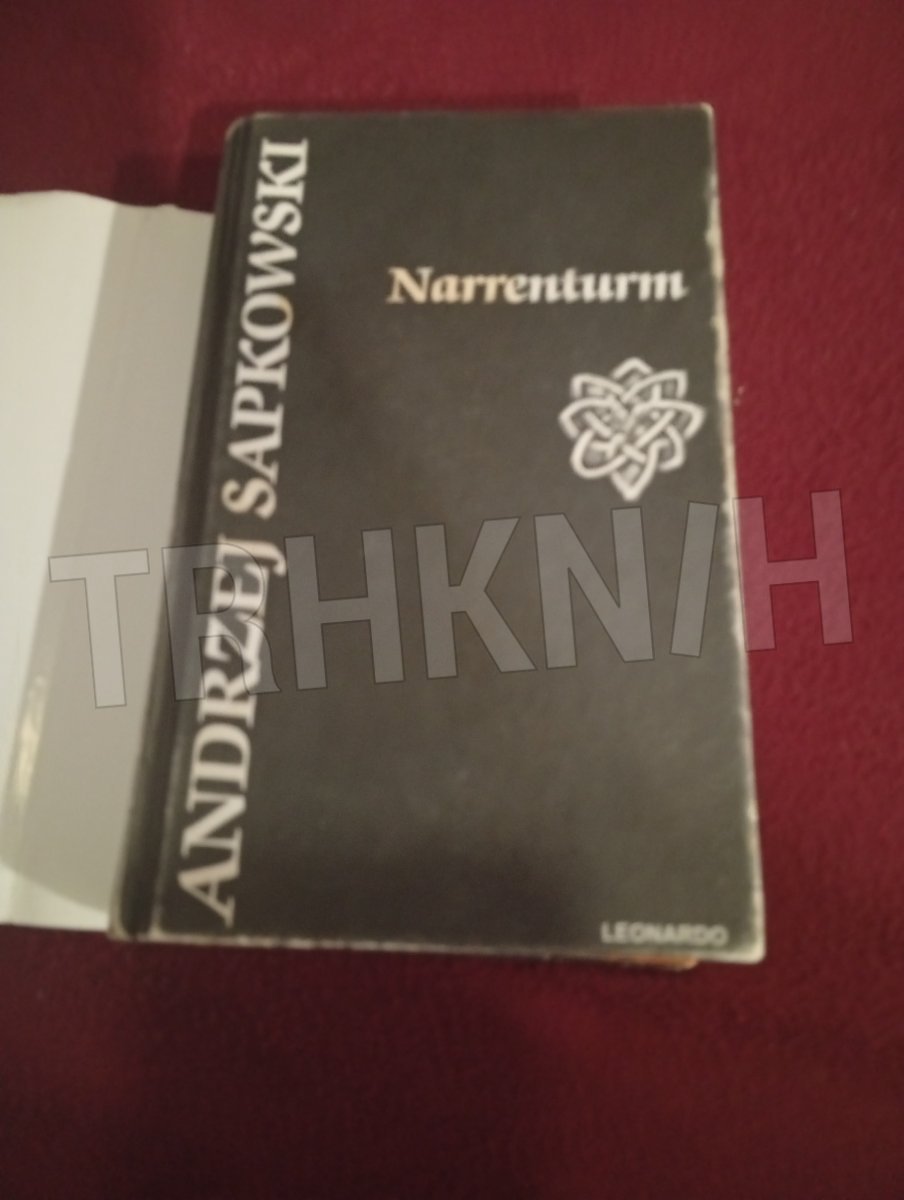 ANDRZEJ SAPKOWSKI
Narrenturm
TRHKNIH
LEONARDO